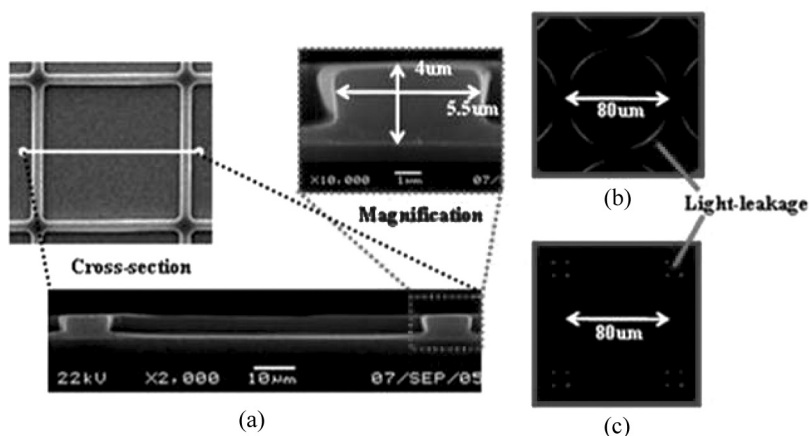 4um
5.5um
X10,000 1μm 07/
Magnification
Cross-section
22kV X2,000 10μm 07/SEP/05
(a)
80um
(b)
Light-leakage
80um
(c)